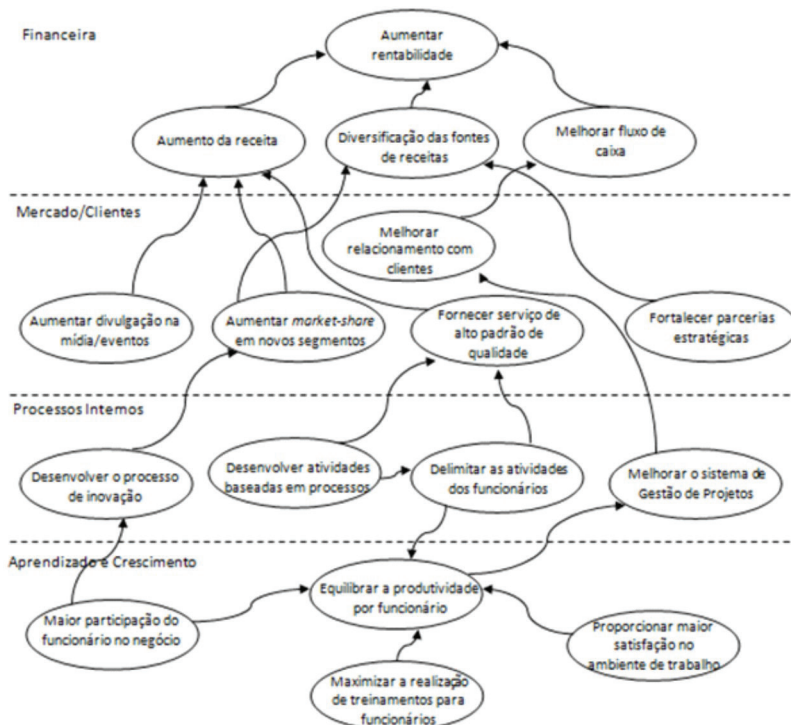 Financeira
Aumentar
rentabilidade
Aumento da receita
Diversificação das fontes
de receitas
Melhorar fluxo de
caixa
Mercado/Clientes
Melhorar
relacionamento com
clientes
Aumentar divulgação na
mídia/eventos
Aumentar market-share
em novos segmentos
Fornecer serviço de
alto padrão de
qualidade
Fortalecer parcerias
estratégicas
Processos Internos
Desenvolver o processo
de inovação
Desenvolver atividades
baseadas em processos
Delimitar as atividades
dos funcionários
Melhorar o sistema de
Gestão de Projetos
Aprendizado e Crescimento
Maior participação do
funcionário no negócio
Equilibrar a produtividade
por funcionário
Proporcionar maior
satisfação no
ambiente de trabalho
Maximizar a realização
de treinamentos para
funcionários